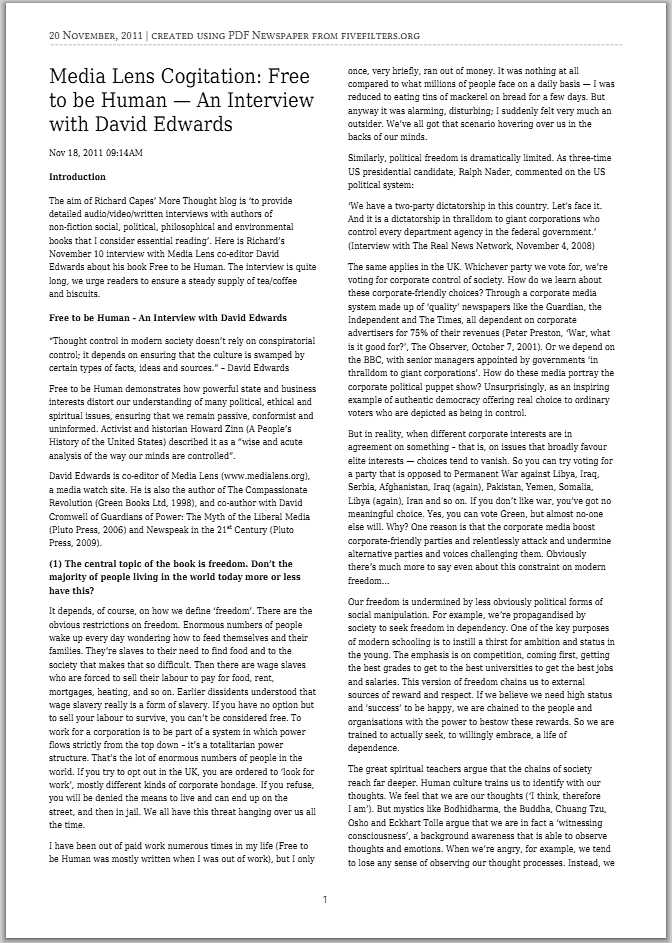 20 November, 2011 | created using PDF Newspaper from fivefilters.org
Media Lens Cogitation: Free
to be Human — An Interview
with David Edwards
Nov 18, 2011 09:14AM
Introduction
The aim of Richard Capes’ More Thought blog is ‘to provide
detailed audio/video/written interviews with authors of
non-fiction social, political, philosophical and environmental
books that I consider essential reading’. Here is Richard’s
November 10 interview with Media Lens co-editor David
Edwards about his book Free to be Human. The interview is quite
long, we urge readers to ensure a steady supply of tea/coffee
and biscuits.
Free to be Human - An Interview with David Edwards
“Thought control in modern society doesn’t rely on conspiratorial
control; it depends on ensuring that the culture is swamped by
certain types of facts, ideas and sources.” – David Edwards
Free to be Human demonstrates how powerful state and business
interests distort our understanding of many political, ethical and
spiritual issues, ensuring that we remain passive, conformist and
uninformed. Activist and historian Howard Zinn (A People’s
History of the United States) described it as a “wise and acute
analysis of the way our minds are controlled”.
David Edwards is co-editor of Media Lens (www.medialens.org),
a media watch site. He is also the author of The Compassionate
Revolution (Green Books Ltd, 1998), and co-author with David
Cromwell of Guardians of Power: The Myth of the Liberal Media
(Pluto Press, 2006) and Newspeak in the 21st Century (Pluto
Press, 2009).
(1) The central topic of the book is freedom. Don’t the
majority of people living in the world today more or less
have this?
It depends, of course, on how we define ‘freedom’. There are the
obvious restrictions on freedom. Enormous numbers of people
wake up every day wondering how to feed themselves and their
families. They’re slaves to their need to find food and to the
society that makes that so difficult. Then there are wage slaves
who are forced to sell their labour to pay for food, rent,
mortgages, heating, and so on. Earlier dissidents understood that
wage slavery really is a form of slavery. If you have no option but
to sell your labour to survive, you can’t be considered free. To
work for a corporation is to be part of a system in which power
flows strictly from the top down – it’s a totalitarian power
structure. That’s the lot of enormous numbers of people in the
world. If you try to opt out in the UK, you are ordered to ‘look for
work’, mostly different kinds of corporate bondage. If you refuse,
you will be denied the means to live and can end up on the
street, and then in jail. We all have this threat hanging over us all
the time.
I have been out of paid work numerous times in my life (Free to
be Human was mostly written when I was out of work), but I only
once, very briefly, ran out of money. It was nothing at all
compared to what millions of people face on a daily basis — I was
reduced to eating tins of mackerel on bread for a few days. But
anyway it was alarming, disturbing; I suddenly felt very much an
outsider. We’ve all got that scenario hovering over us in the
backs of our minds.
Similarly, political freedom is dramatically limited. As three-time
US presidential candidate, Ralph Nader, commented on the US
political system:
‘We have a two-party dictatorship in this country. Let’s face it.
And it is a dictatorship in thralldom to giant corporations who
control every department agency in the federal government.’
(Interview with The Real News Network, November 4, 2008)
The same applies in the UK. Whichever party we vote for, we’re
voting for corporate control of society. How do we learn about
these corporate-friendly choices? Through a corporate media
system made up of ‘quality’ newspapers like the Guardian, the
Independent and The Times, all dependent on corporate
advertisers for 75% of their revenues (Peter Preston, ‘War, what
is it good for?’, The Observer, October 7, 2001). Or we depend on
the BBC, with senior managers appointed by governments ‘in
thralldom to giant corporations’. How do these media portray the
corporate political puppet show? Unsurprisingly, as an inspiring
example of authentic democracy offering real choice to ordinary
voters who are depicted as being in control.
But in reality, when different corporate interests are in
agreement on something – that is, on issues that broadly favour
elite interests — choices tend to vanish. So you can try voting for
a party that is opposed to Permanent War against Libya, Iraq,
Serbia, Afghanistan, Iraq (again), Pakistan, Yemen, Somalia,
Libya (again), Iran and so on. If you don’t like war, you’ve got no
meaningful choice. Yes, you can vote Green, but almost no-one
else will. Why? One reason is that the corporate media boost
corporate-friendly parties and relentlessly attack and undermine
alternative parties and voices challenging them. Obviously
there’s much more to say even about this constraint on modern
freedom…
Our freedom is undermined by less obviously political forms of
social manipulation. For example, we’re propagandised by
society to seek freedom in dependency. One of the key purposes
of modern schooling is to instill a thirst for ambition and status in
the young. The emphasis is on competition, coming first, getting
the best grades to get to the best universities to get the best jobs
and salaries. This version of freedom chains us to external
sources of reward and respect. If we believe we need high status
and ‘success’ to be happy, we are chained to the people and
organisations with the power to bestow these rewards. So we are
trained to actually seek, to willingly embrace, a life of
dependence.
The great spiritual teachers argue that the chains of society
reach far deeper. Human culture trains us to identify with our
thoughts. We feel that we are our thoughts (‘I think, therefore
I am’). But mystics like Bodhidharma, the Buddha, Chuang Tzu,
Osho and Eckhart Tolle argue that we are in fact a ‘witnessing
consciousness’, a background awareness that is able to observe
thoughts and emotions. When we’re angry, for example, we tend
to lose any sense of observing our thought processes. Instead, we
1